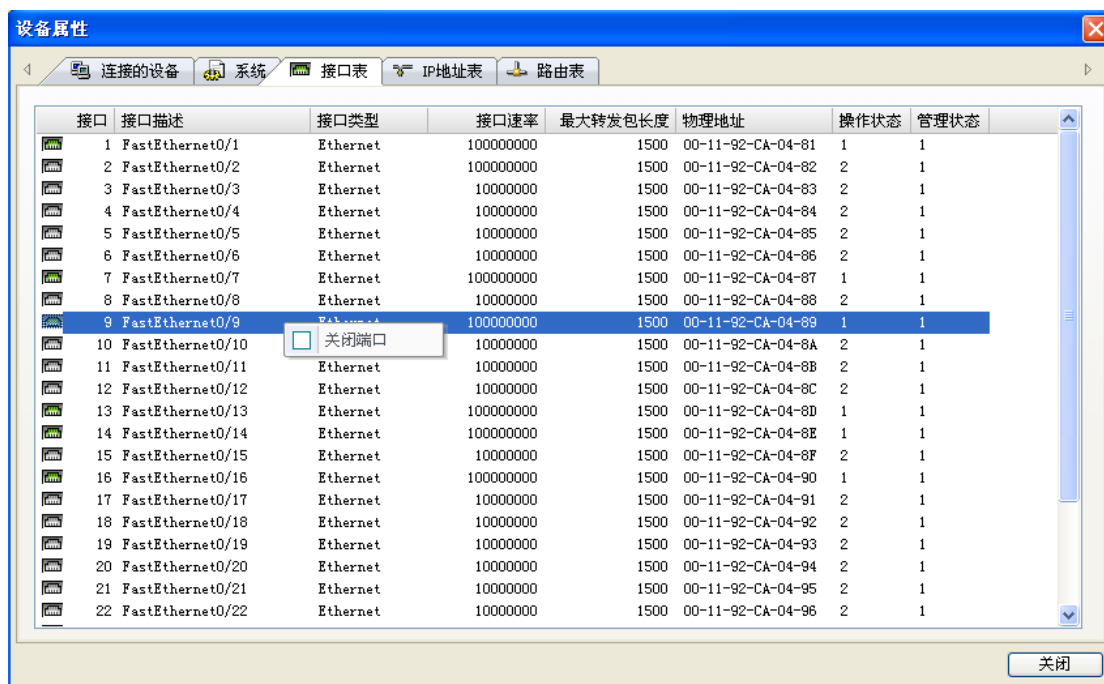 设备属性
连接的设备 系统 接口表 IP地址表 路由表
接口 接口描述 接口类型 接口速率 最大转发包长度 物理地址 操作状态 管理状态
1 FastEthernet0/1 Ethernet 100000000 1500 00-11-92-CA-04-81 1 1
2 FastEthernet0/2 Ethernet 100000000 1500 00-11-92-CA-04-82 2 1
3 FastEthernet0/3 Ethernet 10000000 1500 00-11-92-CA-04-83 2 1
4 FastEthernet0/4 Ethernet 10000000 1500 00-11-92-CA-04-84 2 1
5 FastEthernet0/5 Ethernet 10000000 1500 00-11-92-CA-04-85 2 1
6 FastEthernet0/6 Ethernet 10000000 1500 00-11-92-CA-04-86 2 1
7 FastEthernet0/7 Ethernet 100000000 1500 00-11-92-CA-04-87 1 1
8 FastEthernet0/8 Ethernet 10000000 1500 00-11-92-CA-04-88 2 1
9 FastEthernet0/9 100000000 1500 00-11-92-CA-04-89 1 1
关闭端口
10 FastEthernet0/10 10000000 1500 00-11-92-CA-04-8A 2 1
11 FastEthernet0/11 Ethernet 10000000 1500 00-11-92-CA-04-8B 2 1
12 FastEthernet0/12 Ethernet 10000000 1500 00-11-92-CA-04-8C 2 1
13 FastEthernet0/13 Ethernet 100000000 1500 00-11-92-CA-04-8D 1 1
14 FastEthernet0/14 Ethernet 100000000 1500 00-11-92-CA-04-8E 1 1
15 FastEthernet0/15 Ethernet 10000000 1500 00-11-92-CA-04-8F 2 1
16 FastEthernet0/16 Ethernet 100000000 1500 00-11-92-CA-04-90 1 1
17 FastEthernet0/17 Ethernet 10000000 1500 00-11-92-CA-04-91 2 1
18 FastEthernet0/18 Ethernet 10000000 1500 00-11-92-CA-04-92 2 1
19 FastEthernet0/19 Ethernet 10000000 1500 00-11-92-CA-04-93 2 1
20 FastEthernet0/20 Ethernet 10000000 1500 00-11-92-CA-04-94 2 1
21 FastEthernet0/21 Ethernet 10000000 1500 00-11-92-CA-04-95 2 1
22 FastEthernet0/22 Ethernet 10000000 1500 00-11-92-CA-04-96 2 1
关闭